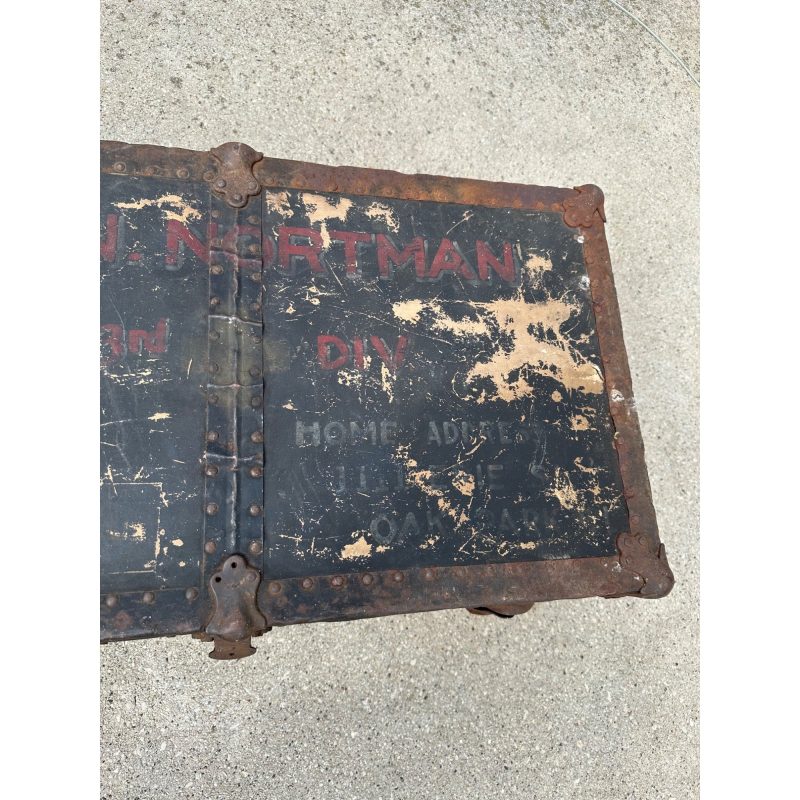 N. NORTMAN
DIV
HOME ADDRESS
OAK PARK